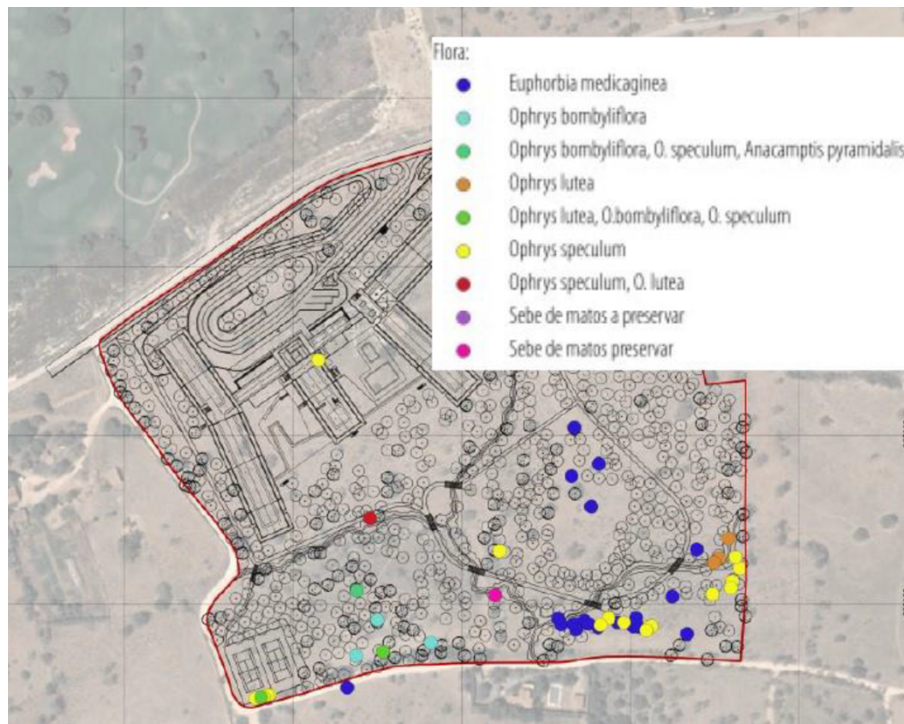 Flora:
Euphorbia medicaginea
Ophrys bombyliflora
Ophrys bombyliflora, O. speculum, Anacamptis pyramidalis
Ophrys lutea
Ophrys lutea, O.bombyliflora, O. speculum
Ophrys speculum
Ophrys speculum, O. lutea
Sebe de matos a preservar
Sebe de matos preservar